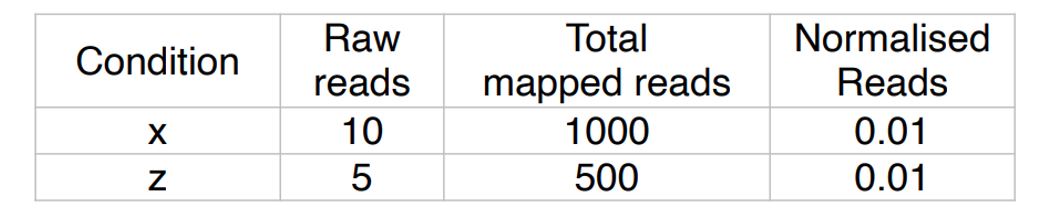 Condition
Raw
reads
Total
mapped reads
Normalised
Reads
x 10 1000 0.01
z 5 500 0.01